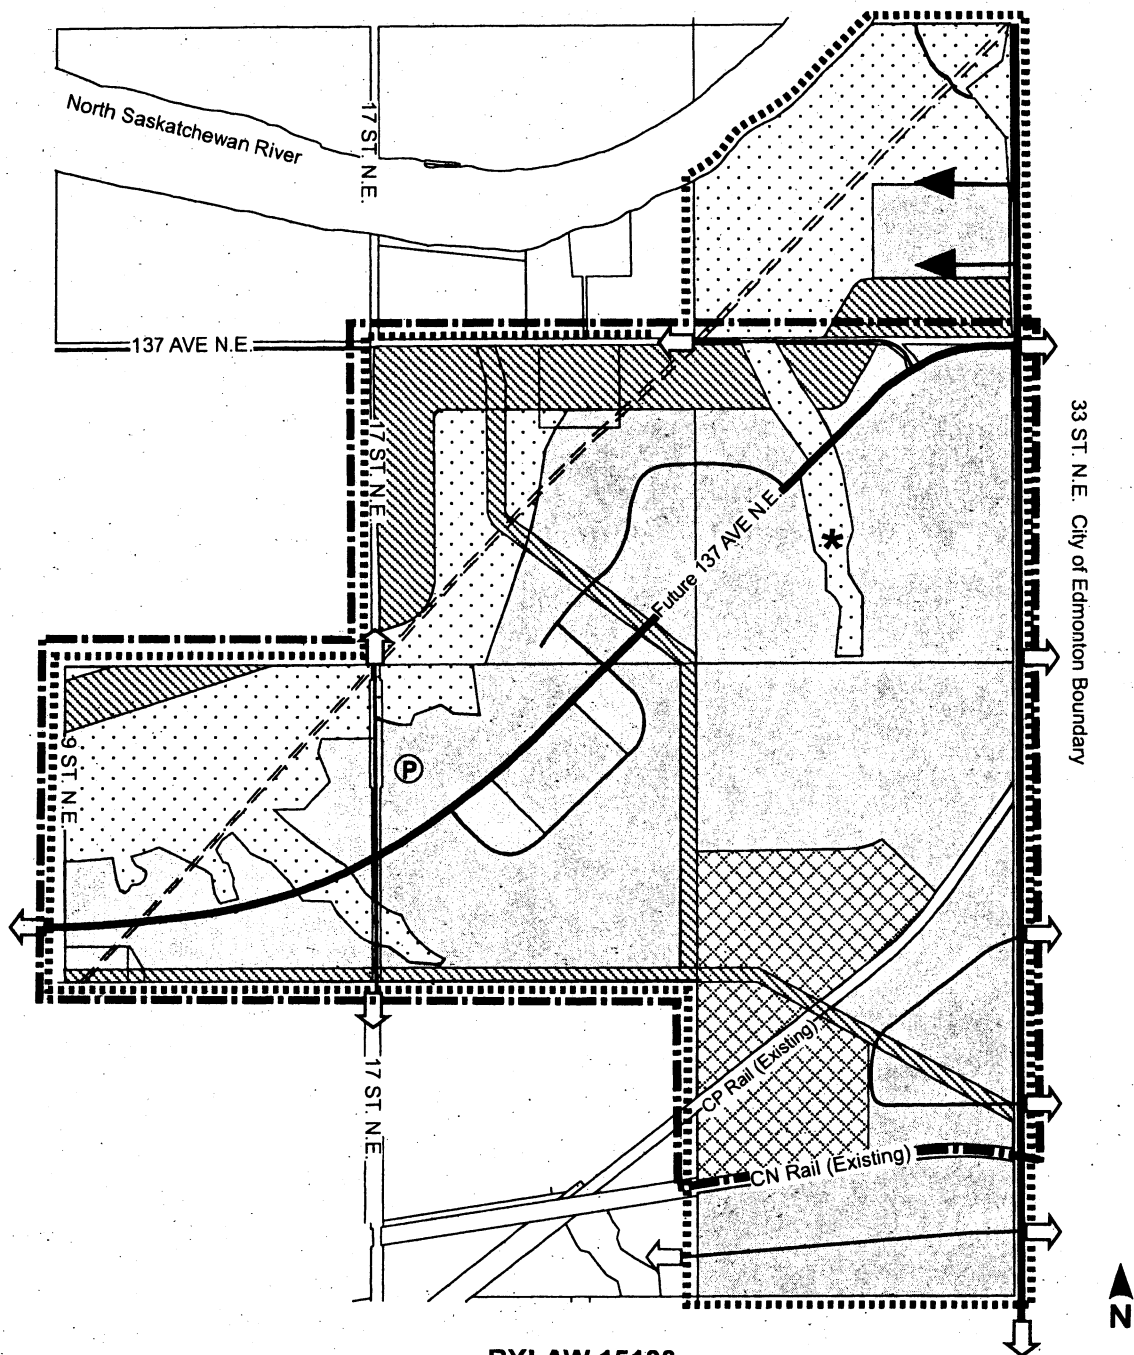 North Saskatchewan River
17 ST. N.E.
137 AVE N.E.
17 ST. N.E.
33 ST. N.E. City of Edmonton Boundary
Future 137 AVE N.E.
*
9 ST N.E.
P
CP Rail (Existing)
17 ST. N.E.
CN Rail (Existing)
N